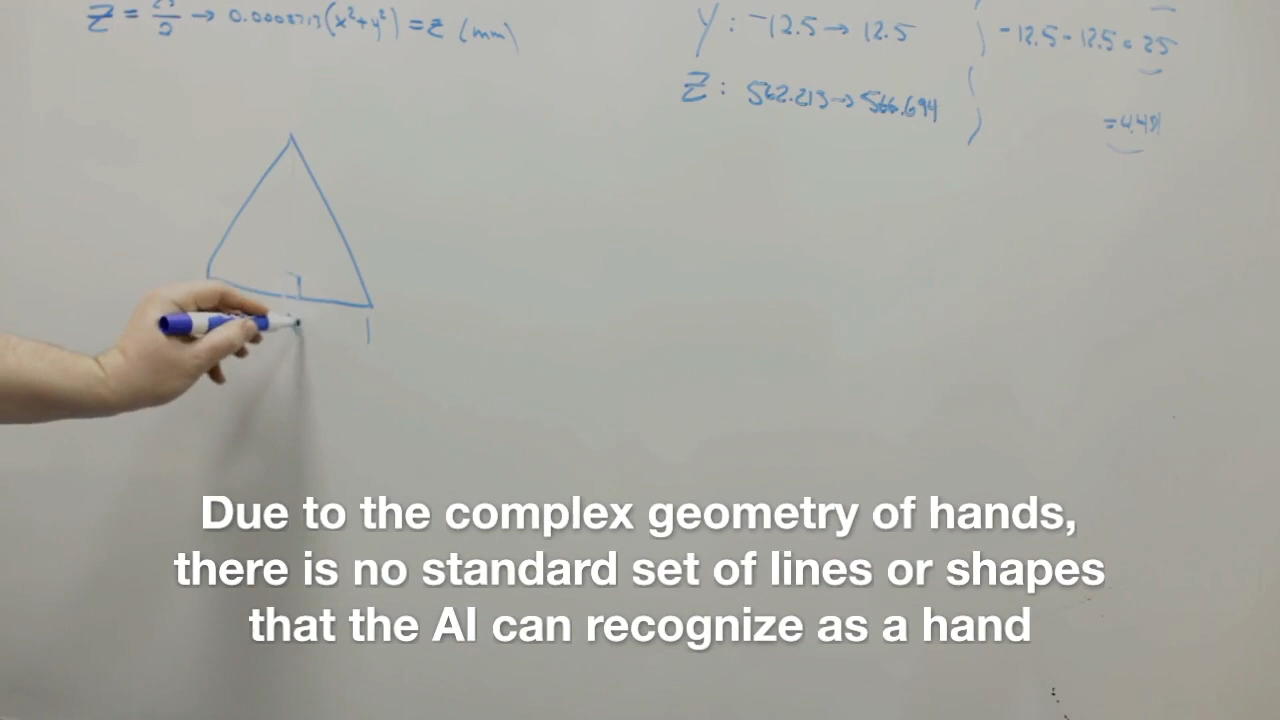 Z = → (x²+y²) = Z (mm)
Y : -12.5 → 12.5
-12.5 - 12.5 = 25
Z : 562.213 → 566.694
= 4.481
Due to the complex geometry of hands,
there is no standard set of lines or shapes
that the AI can recognize as a hand